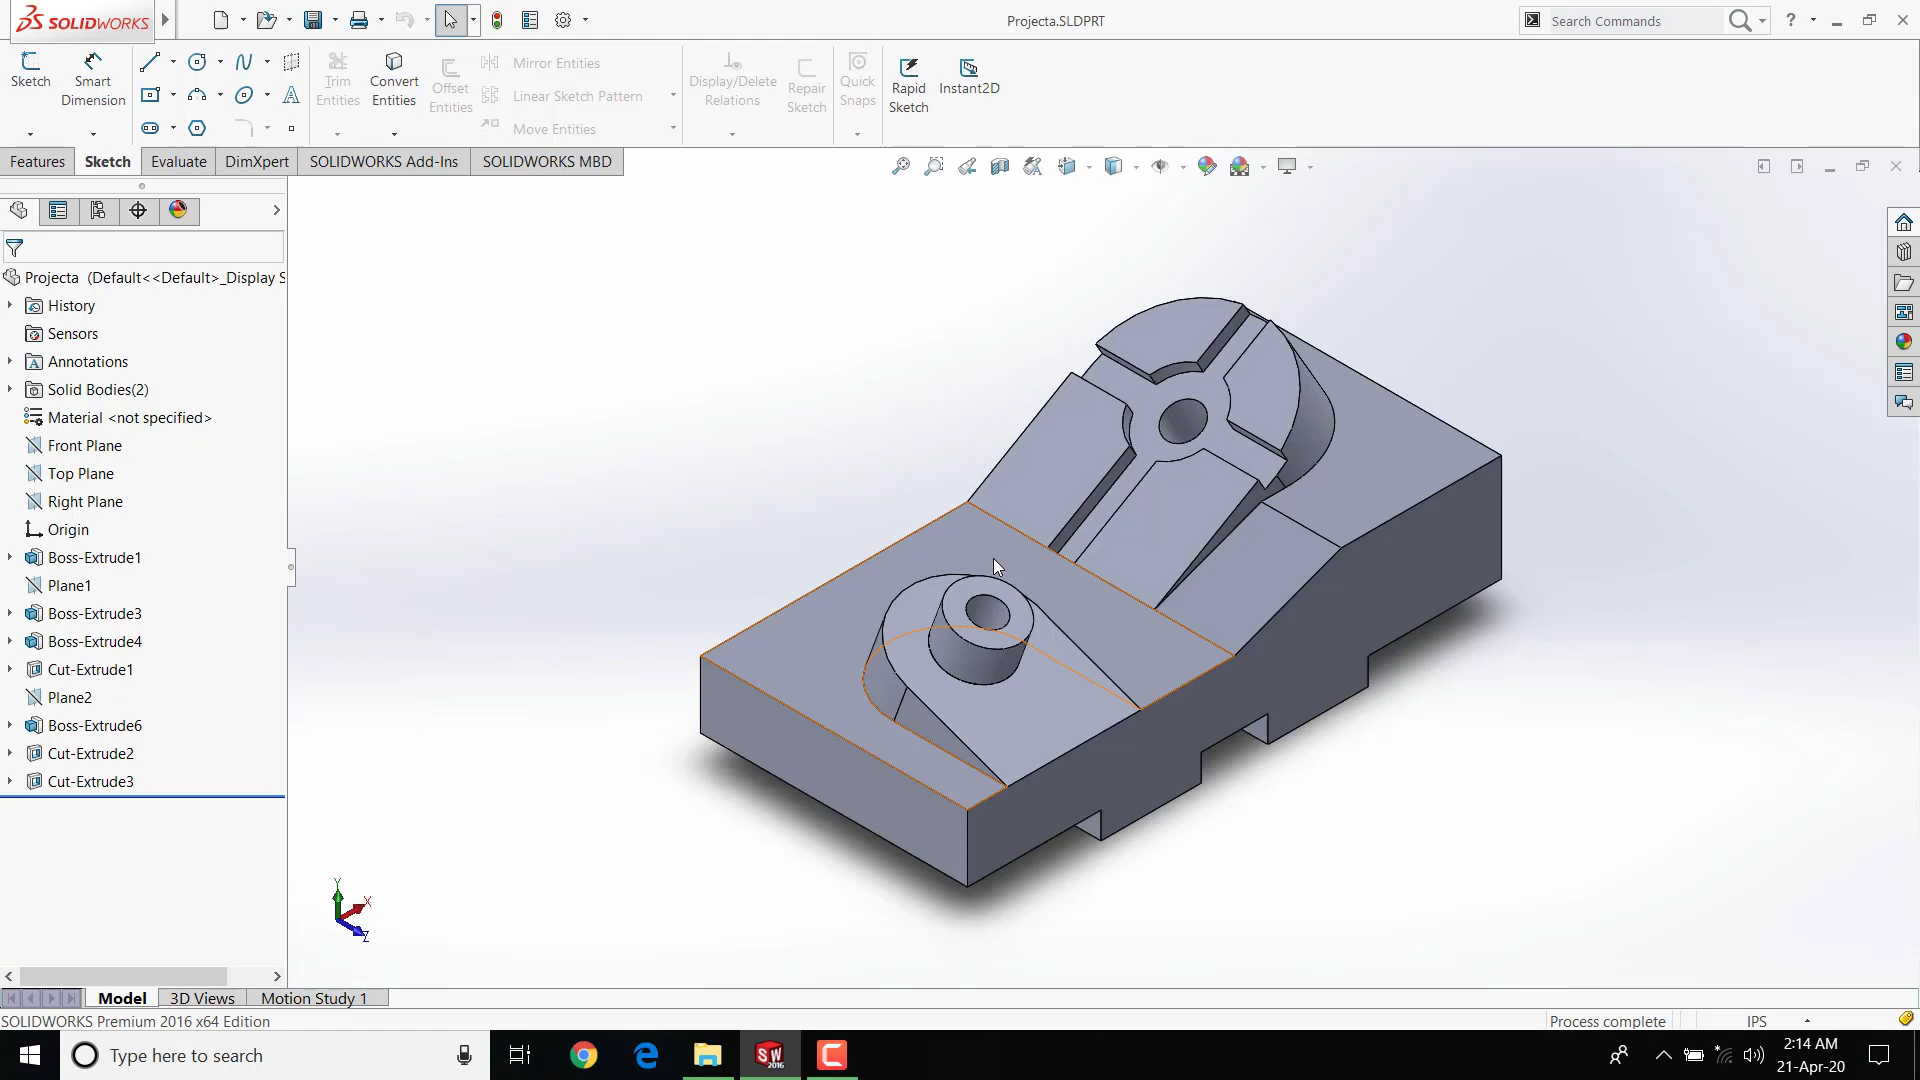 SOLIDWORKS
Projecta.SLDPRT
Search Commands
?
Sketch
Smart
Dimension
Trim
Entities
Convert
Entities
Offset
Entities
Mirror Entities
Linear Sketch Pattern
Move Entities
Display/Delete
Relations
Repair
Sketch
Quick
Snaps
Rapid
Sketch
Instant2D
Features
Sketch
Evaluate
DimXpert
SOLIDWORKS Add-Ins
SOLIDWORKS MBD
Projecta (Default<<Default>_Display S
History
Sensors
Annotations
Solid Bodies(2)
Material <not specified>
Front Plane
Top Plane
Right Plane
Origin
Boss-Extrude1
Plane1
Boss-Extrude3
Boss-Extrude4
Cut-Extrude1
Plane2
Boss-Extrude6
Cut-Extrude2
Cut-Extrude3
Y
X
Z
Model
3D Views
Motion Study 1
SOLIDWORKS Premium 2016 x64 Edition
Process complete
IPS
Type here to search
SW
2016
2:14 AM
21-Apr-20